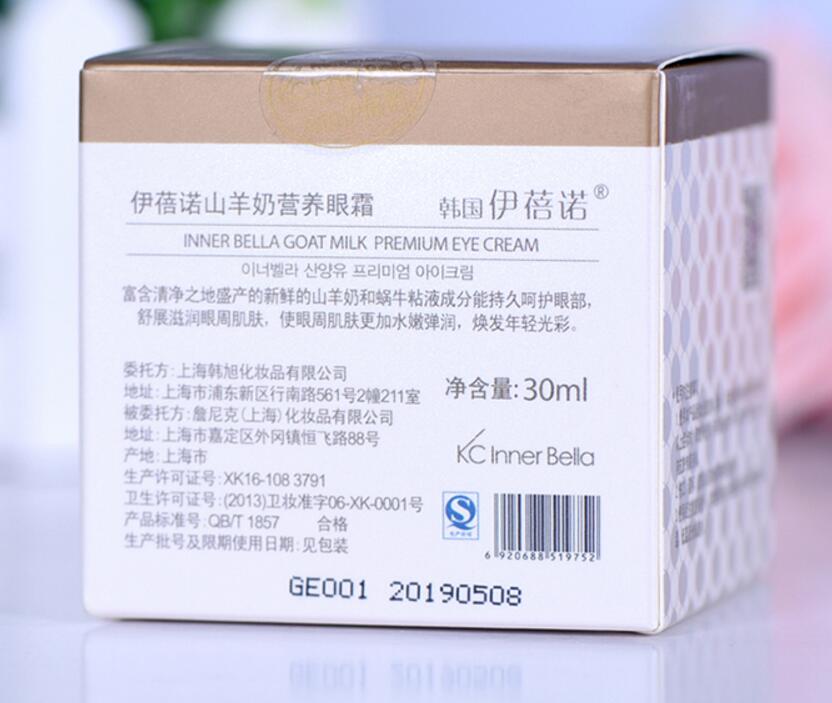 伊蓓诺山羊奶营养眼霜
韩国伊蓓诺®
INNER BELLA GOAT MILK PREMIUM EYE CREAM
이너벨라 산양유 프리미엄 아이크림
富含清净之地盛产的新鲜的山羊奶和蜗牛粘液成分能持久呵护眼部，
舒展滋润眼周肌肤，使眼周肌肤更加水嫩弹润，焕发年轻光彩。
委托方：上海韩旭化妆品有限公司
地址：上海市浦东新区行南路561号2幢211室
被委托方：詹尼克（上海）化妆品有限公司
地址：上海市嘉定区外冈镇恒飞路88号
产地：上海市
生产许可证号：XK16-108 3791
卫生许可证号：(2013)卫妆准字06-XK-0001号
产品标准号：QB/T 1857 合格
生产批号及限期使用日期：见包装
净含量：30ml
KC Inner Bella
6 920688 519752
GE001 20190508